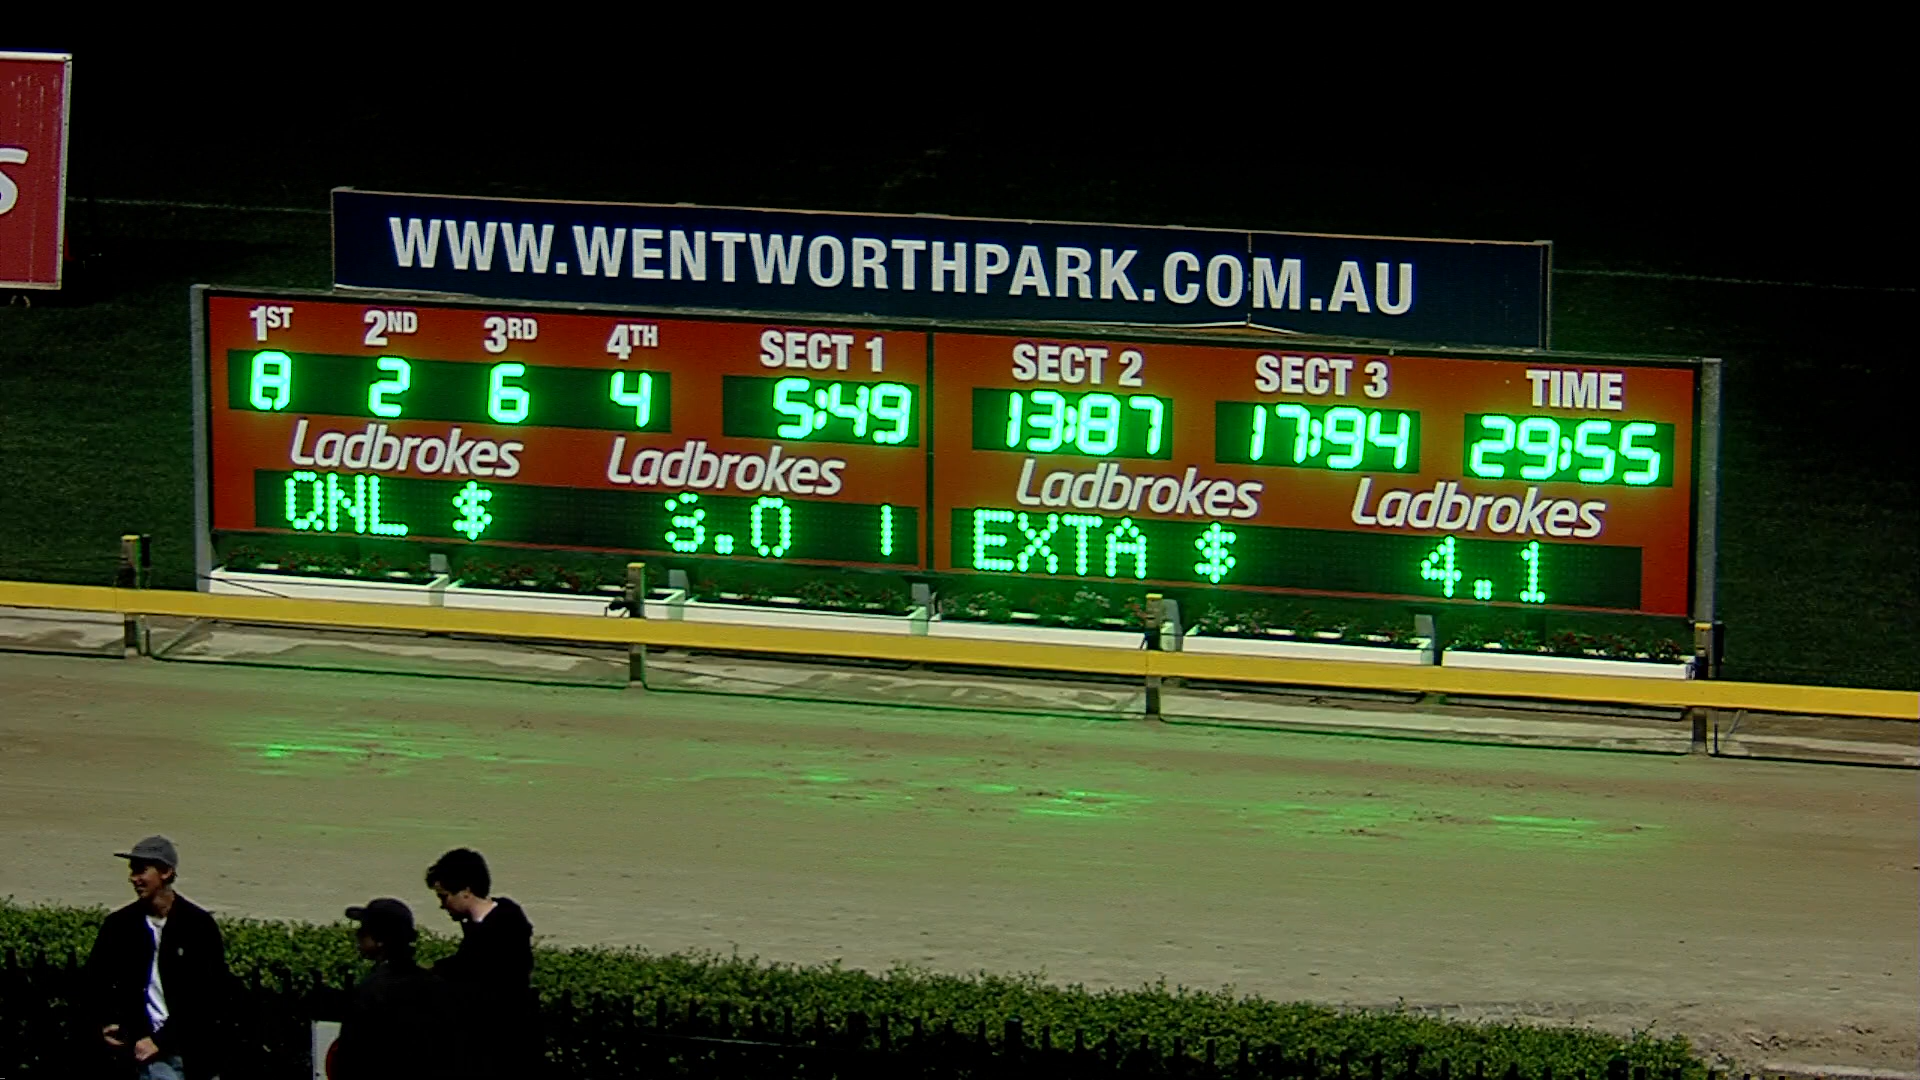 WWW.WENTWORTHPARK.COM.AU
1ST 2ND 3RD 4TH SECT 1 SECT 2 SECT 3 TIME
8 2 6 4 5:49 13:87 17:94 29:55
Ladbrokes Ladbrokes Ladbrokes Ladbrokes
QNL $ 3.0 1 EXTA $ 4.1